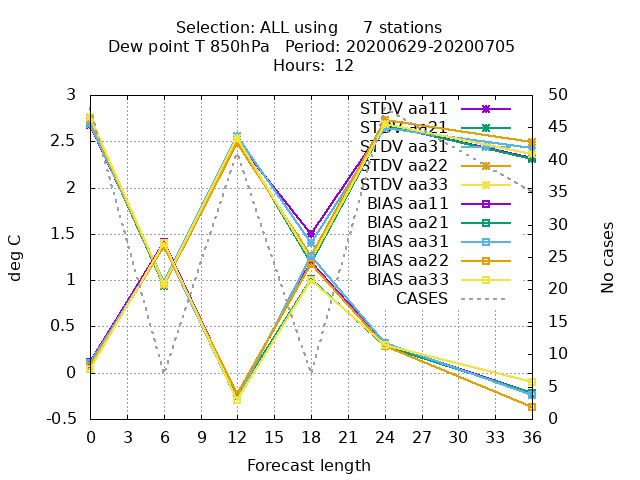 Selection: ALL using 7 stations
Dew point T 850hPa Period: 20200629-20200705
Hours: 12
3
2.5
2
1.5
1
0.5
0
-0.5
deg C
50
45
40
35
30
25
20
15
10
5
0
No cases
STDV aa11
STDV aa21
STDV aa31
STDV aa22
STDV aa33
BIAS aa11
BIAS aa21
BIAS aa31
BIAS aa22
BIAS aa33
CASES
0 3 6 9 12 15 18 21 24 27 30 33 36
Forecast length